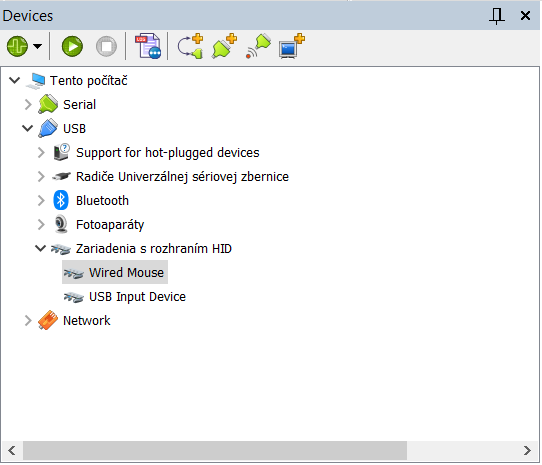 Devices
Tento počítač
Serial
USB
Support for hot-plugged devices
Radiče Univerzálnej sériovej zbernice
Bluetooth
Fotoaparáty
Zariadenia s rozhraním HID
Wired Mouse
USB Input Device
Network